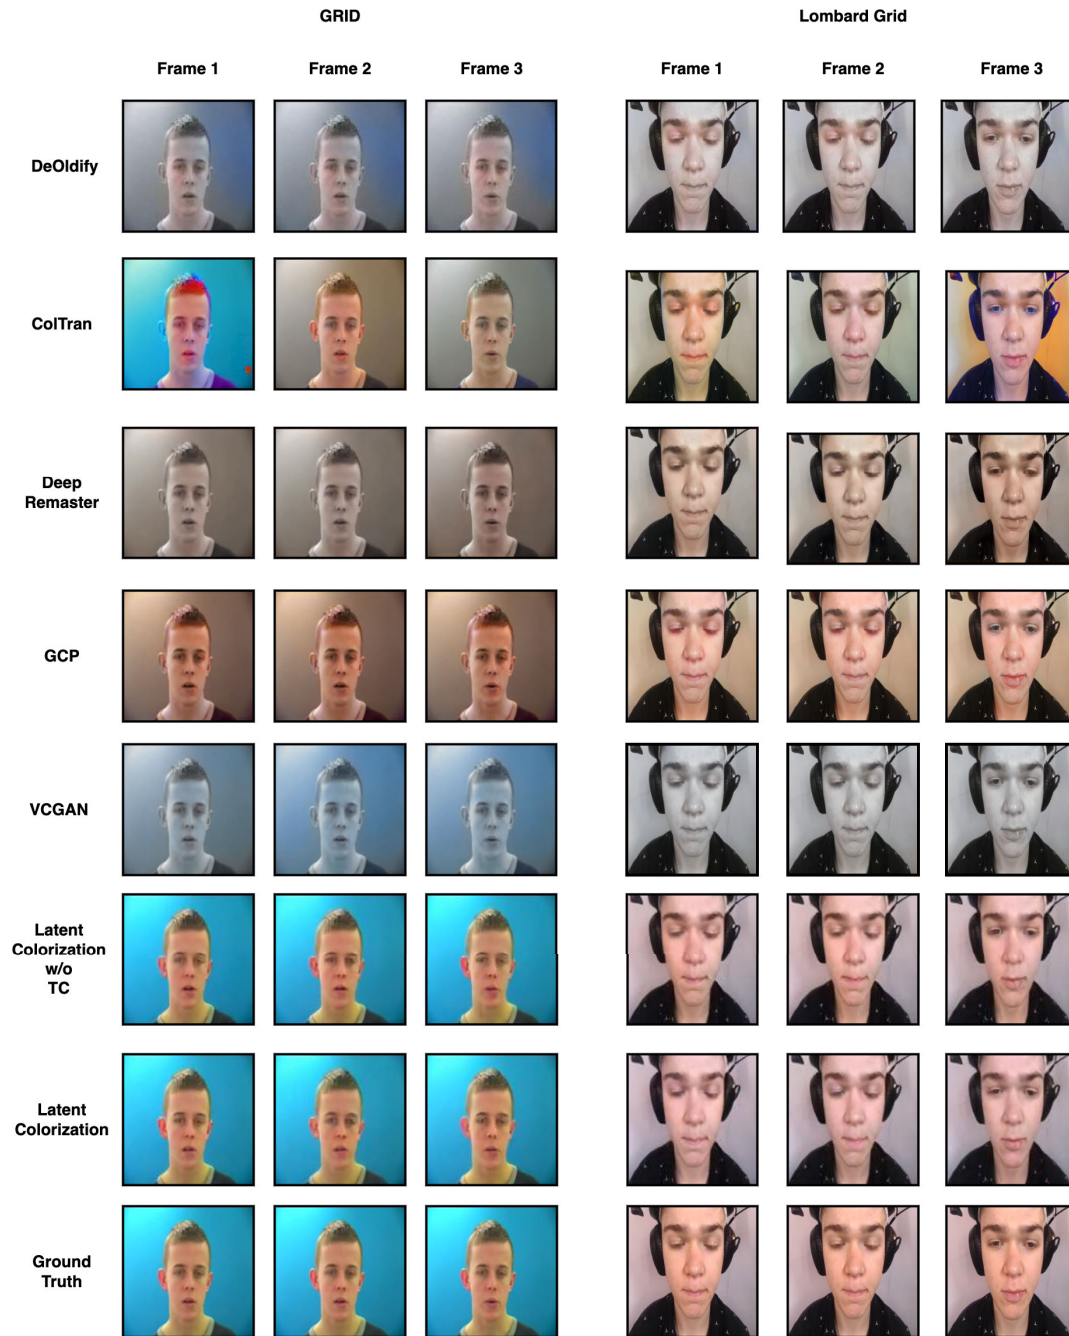 GRID
Lombard Grid
Frame 1
Frame 2
Frame 3
Frame 1
Frame 2
Frame 3
DeOldify
ColTran
Deep
Remaster
GCP
VCGAN
Latent
Colorization
w/o
TC
Latent
Colorization
Ground
Truth